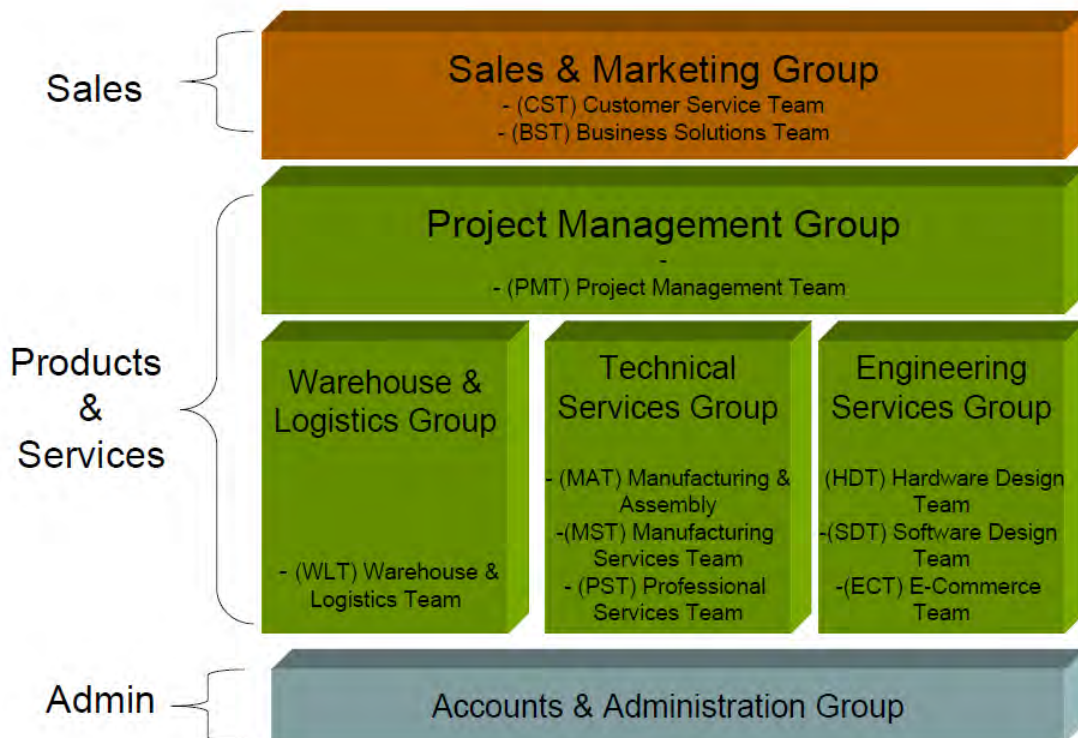 Sales
Sales & Marketing Group
- (CST) Customer Service Team
- (BST) Business Solutions Team
Products
&
Services
Project Management Group
-
- (PMT) Project Management Team
Warehouse &
Logistics Group
- (WLT) Warehouse &
Logistics Team
Technical
Services Group
- (MAT) Manufacturing &
Assembly
-(MST) Manufacturing
Services Team
- (PST) Professional
Services Team
Engineering
Services Group
(HDT) Hardware Design
Team
-(SDT) Software Design
Team
-(ECT) E-Commerce
Team
Admin
Accounts & Administration Group